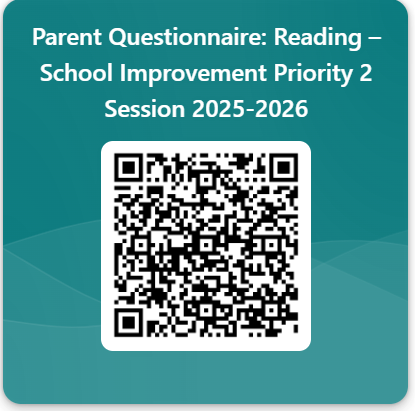 Parent Questionnaire: Reading –
School Improvement Priority 2
Session 2025-2026